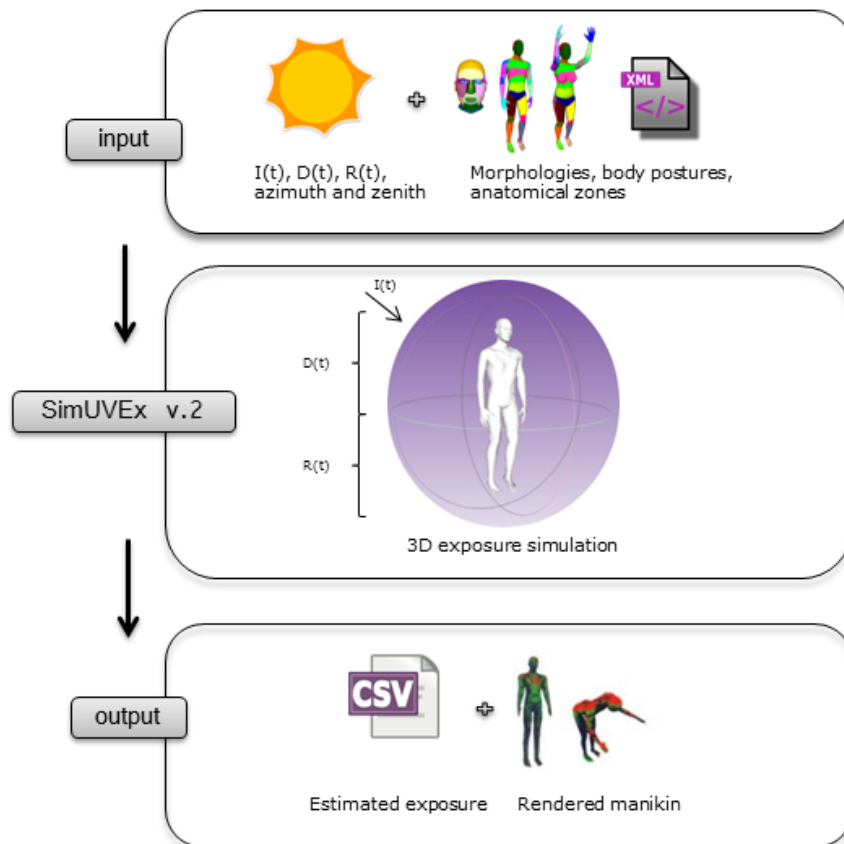 XML
</>
input
I(t), D(t), R(t),
azimuth and zenith
Morphologies, body postures,
anatomical zones
I(t)
D(t)
SimUVEx v.2
R(t)
3D exposure simulation
CSV
output
Estimated exposure
Rendered manikin